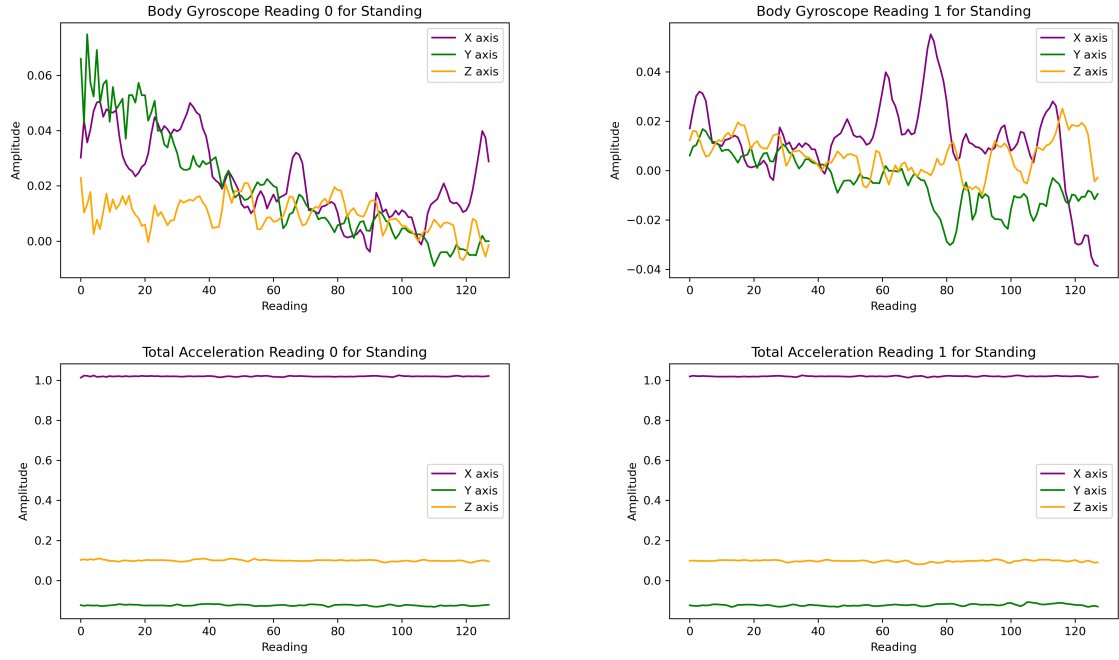 Body Gyroscope Reading 0 for Standing
Amplitude
0.06
0.04
0.02
0.00
X axis
Y axis
Z axis
0 20 40 60 80 100 120
Reading
Body Gyroscope Reading 1 for Standing
Amplitude
0.04
0.02
0.00
−0.02
−0.04
X axis
Y axis
Z axis
0 20 40 60 80 100 120
Reading
Total Acceleration Reading 0 for Standing
Amplitude
1.0
0.8
0.6
0.4
0.2
0.0
X axis
Y axis
Z axis
0 20 40 60 80 100 120
Reading
Total Acceleration Reading 1 for Standing
Amplitude
1.0
0.8
0.6
0.4
0.2
0.0
X axis
Y axis
Z axis
0 20 40 60 80 100 120
Reading